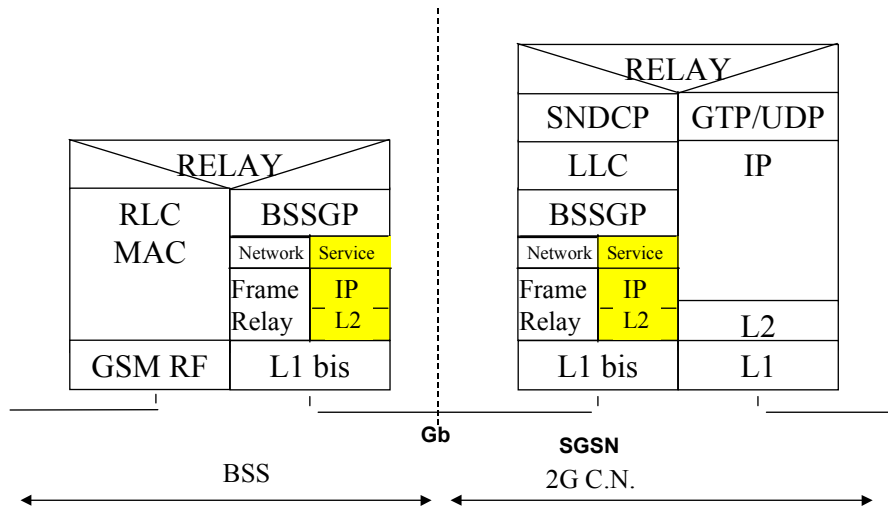 RELAY
RLC
MAC
BSSGP
Network Service
Frame
Relay
IP
L2
GSM RF
L1 bis
RELAY
SNDCP
GTP/UDP
LLC
IP
BSSGP
Network Service
Frame
Relay
IP
L2
L2
L1 bis
L1
Gb
SGSN
BSS
2G C.N.